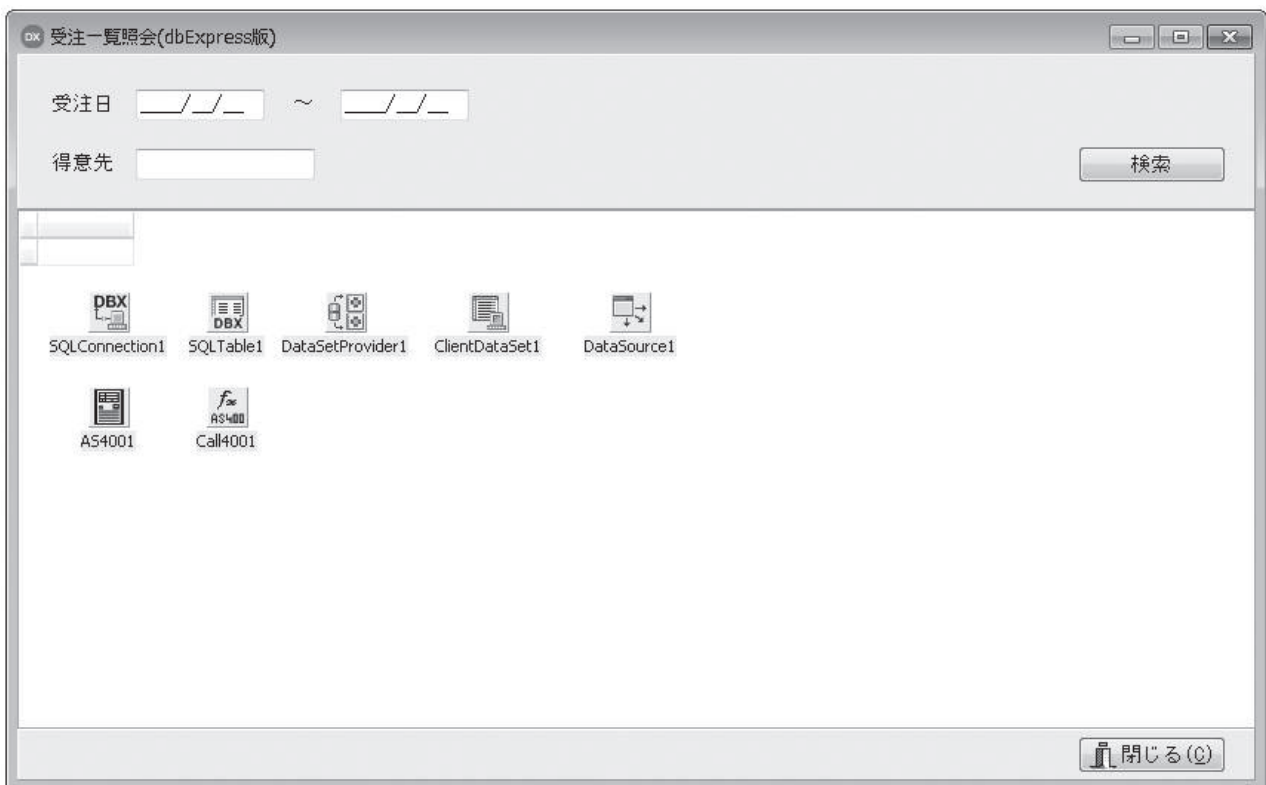 DX 受注一覧照会(dbExpress版)
受注日 ___/__/__ ～ ___/__/__
得意先
検索
DBX
DBX
SQLConnection1 SQLTable1 DataSetProvider1 ClientDataSet1 DataSource1
AS400
AS4001 Call4001
閉じる(C)